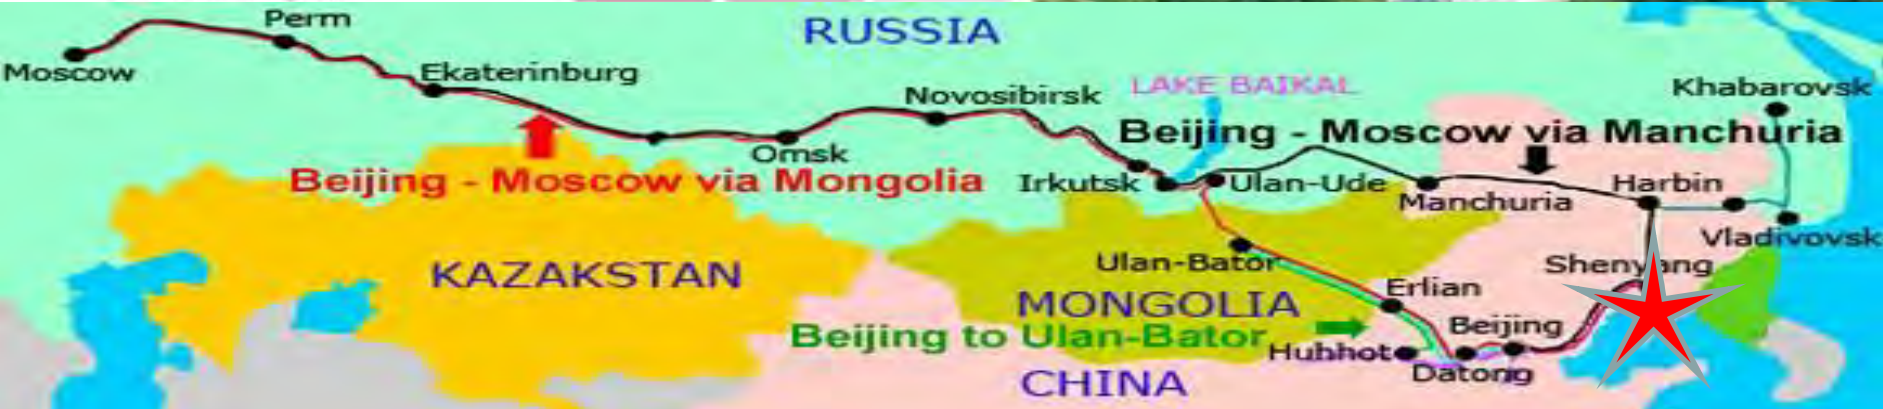 Perm
RUSSIA
Moscow
Ekaterinburg
LAKE BAIKAL
Khabarovsk
Novosibirsk
Beijing - Moscow via Manchuria
Omsk
Beijing - Moscow via Mongolia
Irkutsk
Ulan-Ude
Harbin
Manchuria
Vladivovsk
Ulan-Bator
Shenyang
KAZAKSTAN
Erlian
MONGOLIA
Beijing to Ulan-Bator
Beijing
Huhhot
Datong
CHINA